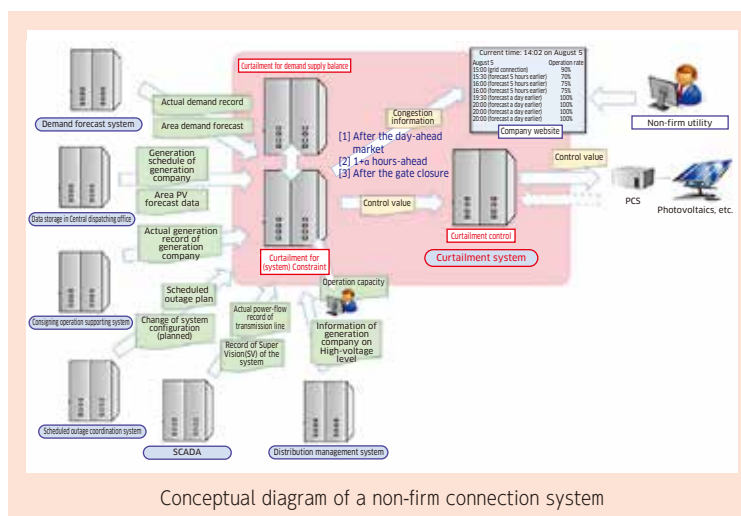 Current time: 14:02 on August 5
August 5 Operation rate
15:00 (grid connection) 90%
15:30 (forecast 5 hours earlier) 70%
16:00 (forecast 5 hours earlier) 75%
16:00 (forecast 5 hours earlier) 75%
19:30 (forecast a day earlier) 100%
20:00 (forecast a day earlier) 100%
20:00 (forecast a day earlier) 100%
20:00 (forecast a day earlier) 100%
Company website
Non-firm utility
Curtailment for demand supply balance
Actual demand record
Area demand forecast
Demand forecast system
Congestion
information
[1] After the day-ahead
market
[2] 1+α hours-ahead
[3] After the gate closure
Generation
schedule of
generation
company
Area PV
forecast data
Data storage in Central dispatching office
Control value
Control value
PCS
Photovoltaics, etc.
Curtailment control
Curtailment system
Actual generation
record of
generation
company
Curtailment for
(system) Constraint
Consigning operation supporting system
Scheduled
outage plan
Change of system
configuration
(planned)
Actual power-flow
record of
transmission line
Record of Super
Vision(SV) of the
system
Operation capacity
Information of
generation
company on
High-voltage
level
Scheduled outage coordination system
SCADA
Distribution management system
Conceptual diagram of a non-firm connection system